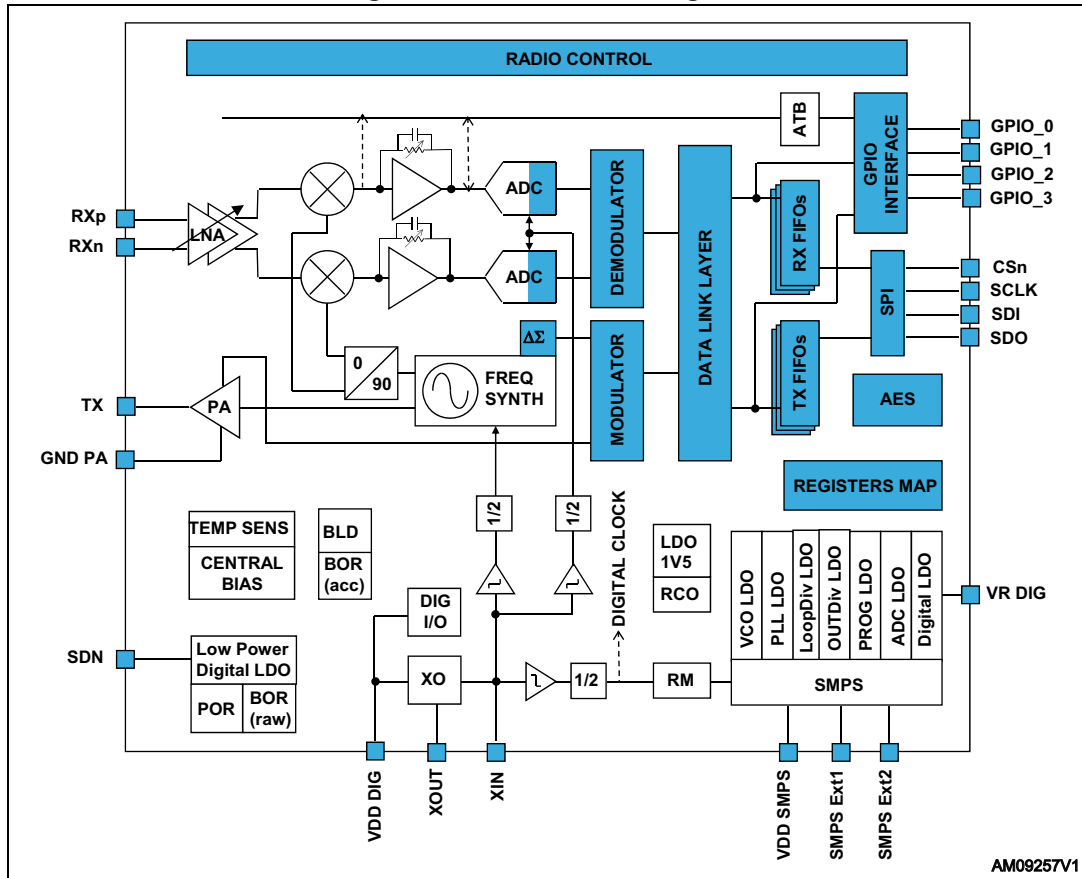 RADIO CONTROL
ATB
GPIO
INTERFACE
GPIO_0
GPIO_1
GPIO_2
GPIO_3
RXp
RXn
LNA
ADC
ADC
DEMODULATOR
DATA LINK LAYER
RX FIFOs
SPI
CSn
SCLK
SDI
SDO
ΔΣ
0
90
FREQ
SYNTH
MODULATOR
TX FIFOs
AES
TX
PA
GND PA
REGISTERS MAP
TEMP SENS
CENTRAL
BIAS
BLD
BOR
(acc)
1/2
1/2
DIGITAL CLOCK
LDO
1V5
RCO
VCO LDO
PLL LDO
LoopDiv LDO
OUTDiv LDO
PROG LDO
ADC LDO
Digital LDO
VR DIG
DIG
I/O
SDN
Low Power
Digital LDO
POR
BOR
(raw)
XO
1/2
RM
SMPS
VDD DIG
XOUT
XIN
VDD SMPS
SMPS Ext1
SMPS Ext2
AM09257V1